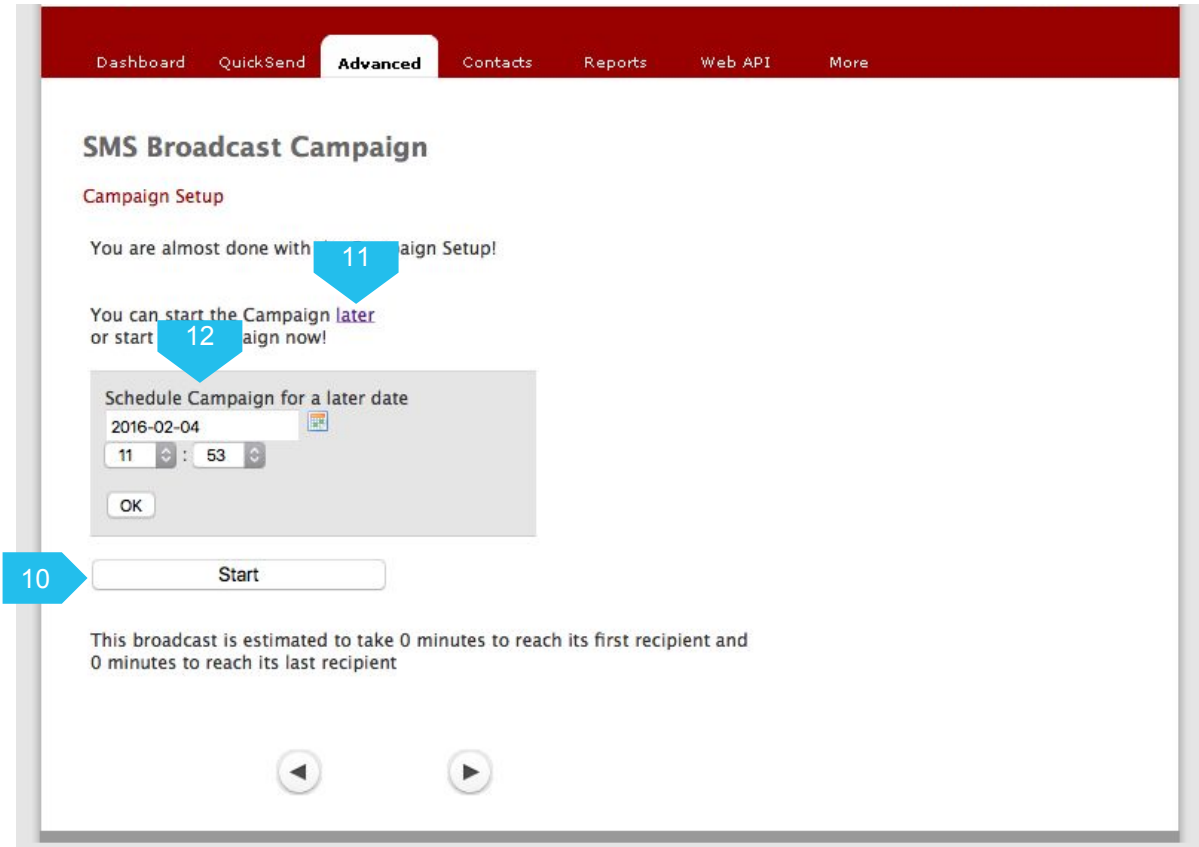 Dashboard QuickSend Advanced Contacts Reports Web API More
SMS Broadcast Campaign
Campaign Setup
You are almost done with aign Setup!
11
You can start the Campaign later
or start aign now!
12
Schedule Campaign for a later date
2016-02-04
11 : 53
OK
10
Start
This broadcast is estimated to take 0 minutes to reach its first recipient and
0 minutes to reach its last recipient